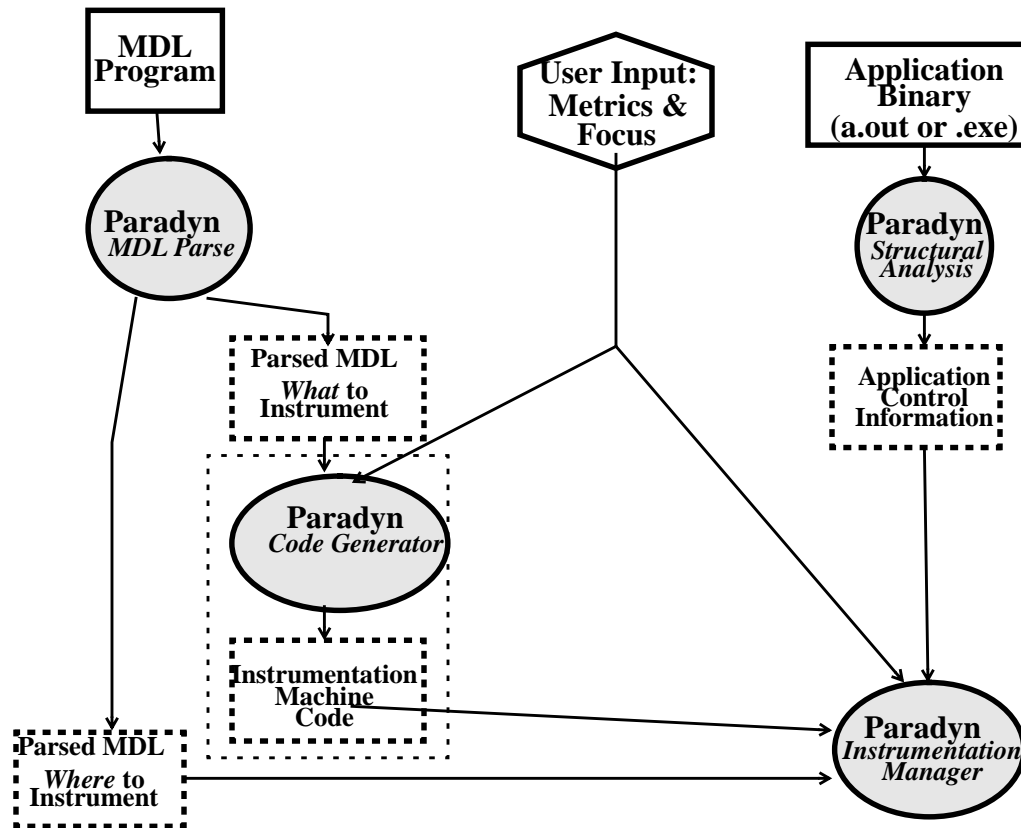 MDL
Program
User Input:
Metrics &
Focus
Application
Binary
(a.out or .exe)
Paradyn
MDL Parse
Paradyn
Structural
Analysis
Parsed MDL
What to
Instrument
Application
Control
Information
Paradyn
Code Generator
Instrumentation
Machine
Code
Parsed MDL
Where to
Instrument
Paradyn
Instrumentation
Manager